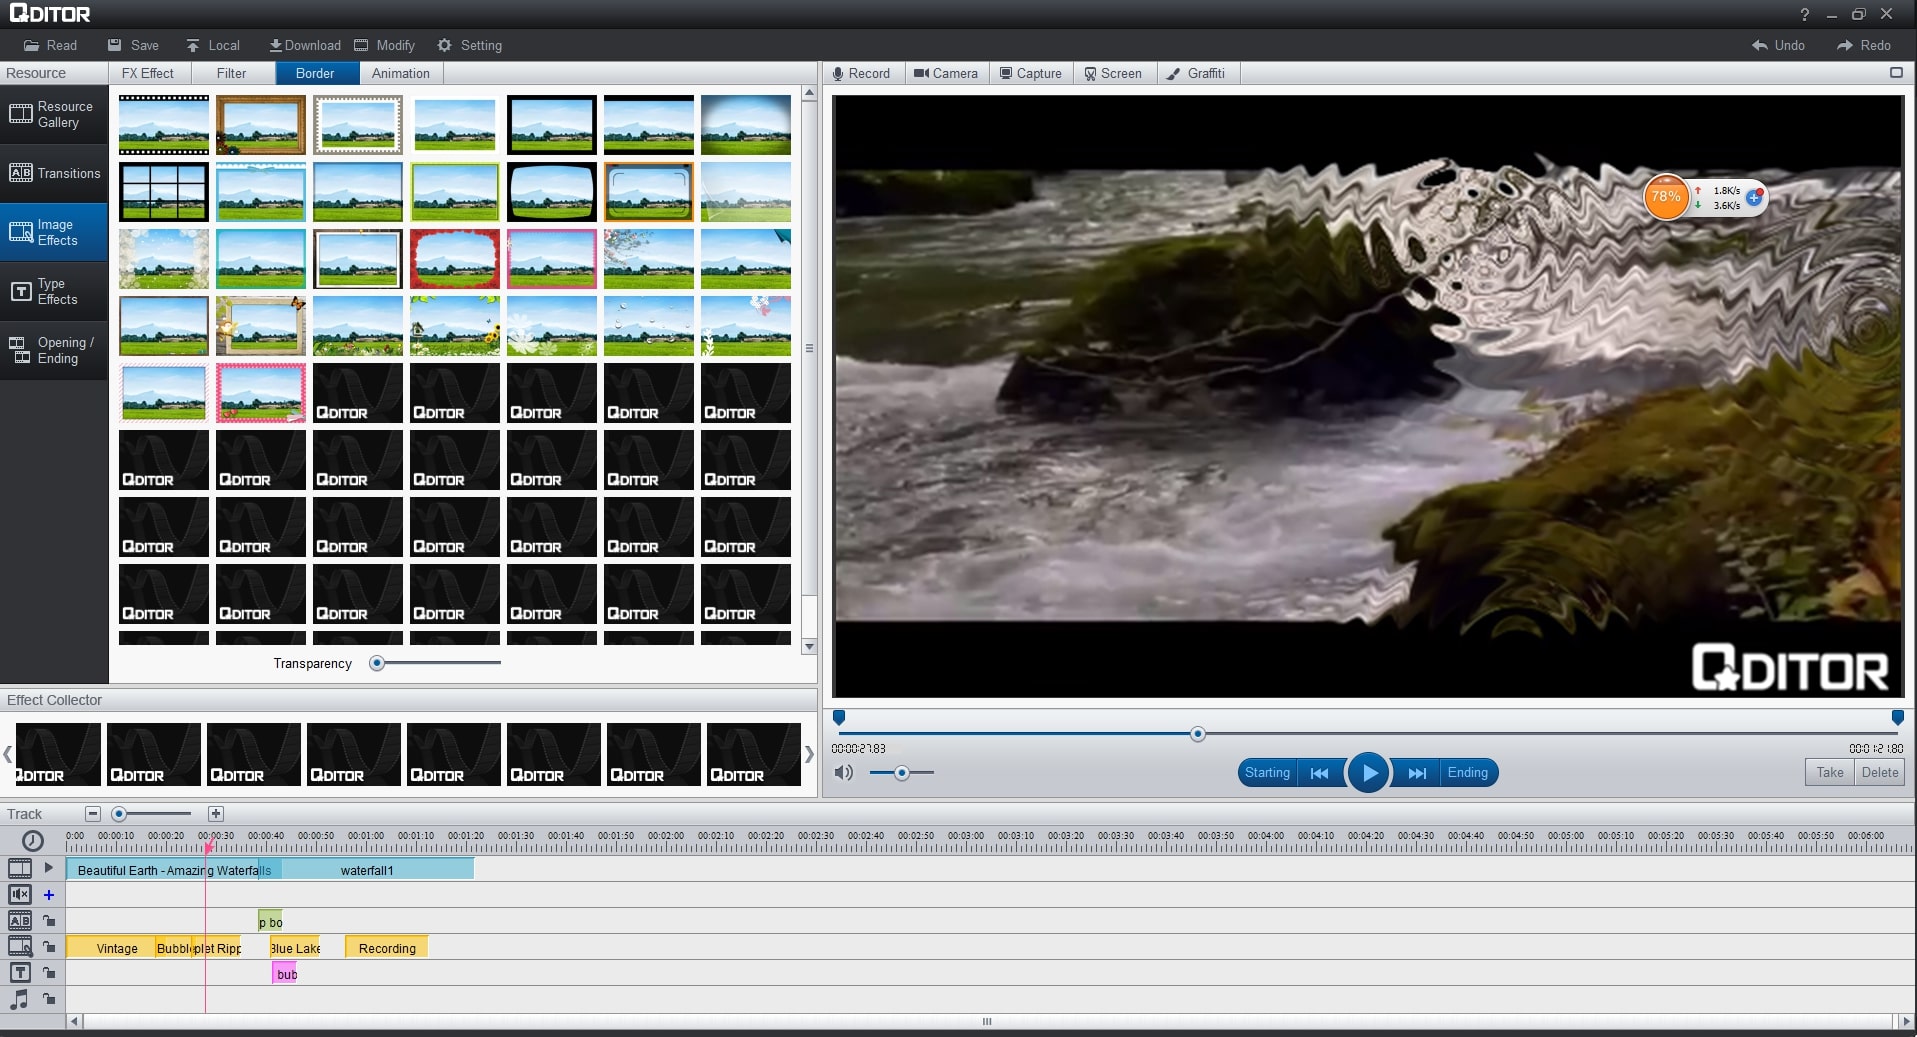 QDITOR
?
Read Save Local Download Modify Setting Undo Redo
Resource FX Effect Filter Border Animation Record Camera Capture Screen Graffiti
Resource
Gallery
Transitions
Image
Effects
Type
Effects
Opening /
Ending
78% 1.8K/s
3.6K/s
QDITOR QDITOR QDITOR QDITOR QDITOR
QDITOR QDITOR QDITOR QDITOR QDITOR QDITOR QDITOR
QDITOR QDITOR QDITOR QDITOR QDITOR QDITOR QDITOR
QDITOR QDITOR QDITOR QDITOR QDITOR QDITOR QDITOR
QDITOR
Transparency
Effect Collector
DITOR QDITOR QDITOR QDITOR QDITOR QDITOR QDITOR QDITOR
00:00:27.83 00:01:21.80
Starting Ending Take Delete
Track
0:00 00:00:10 00:00:20 00:00:30 00:00:40 00:00:50 00:01:00 00:01:10 00:01:20 00:01:30 00:01:40 00:01:50 00:02:00 00:02:10 00:02:20 00:02:30 00:02:40 00:02:50 00:03:00 00:03:10 00:03:20 00:03:30 00:03:40 00:03:50 00:04:00 00:04:10 00:04:20 00:04:30 00:04:40 00:04:50 00:05:00 00:05:10 00:05:20 00:05:30 00:05:40 00:05:50 00:06:00
Beautiful Earth - Amazing Waterfalls waterfall1
AB p bo
Vintage Bubbl plet Ripp Blue Lake Recording
T bub